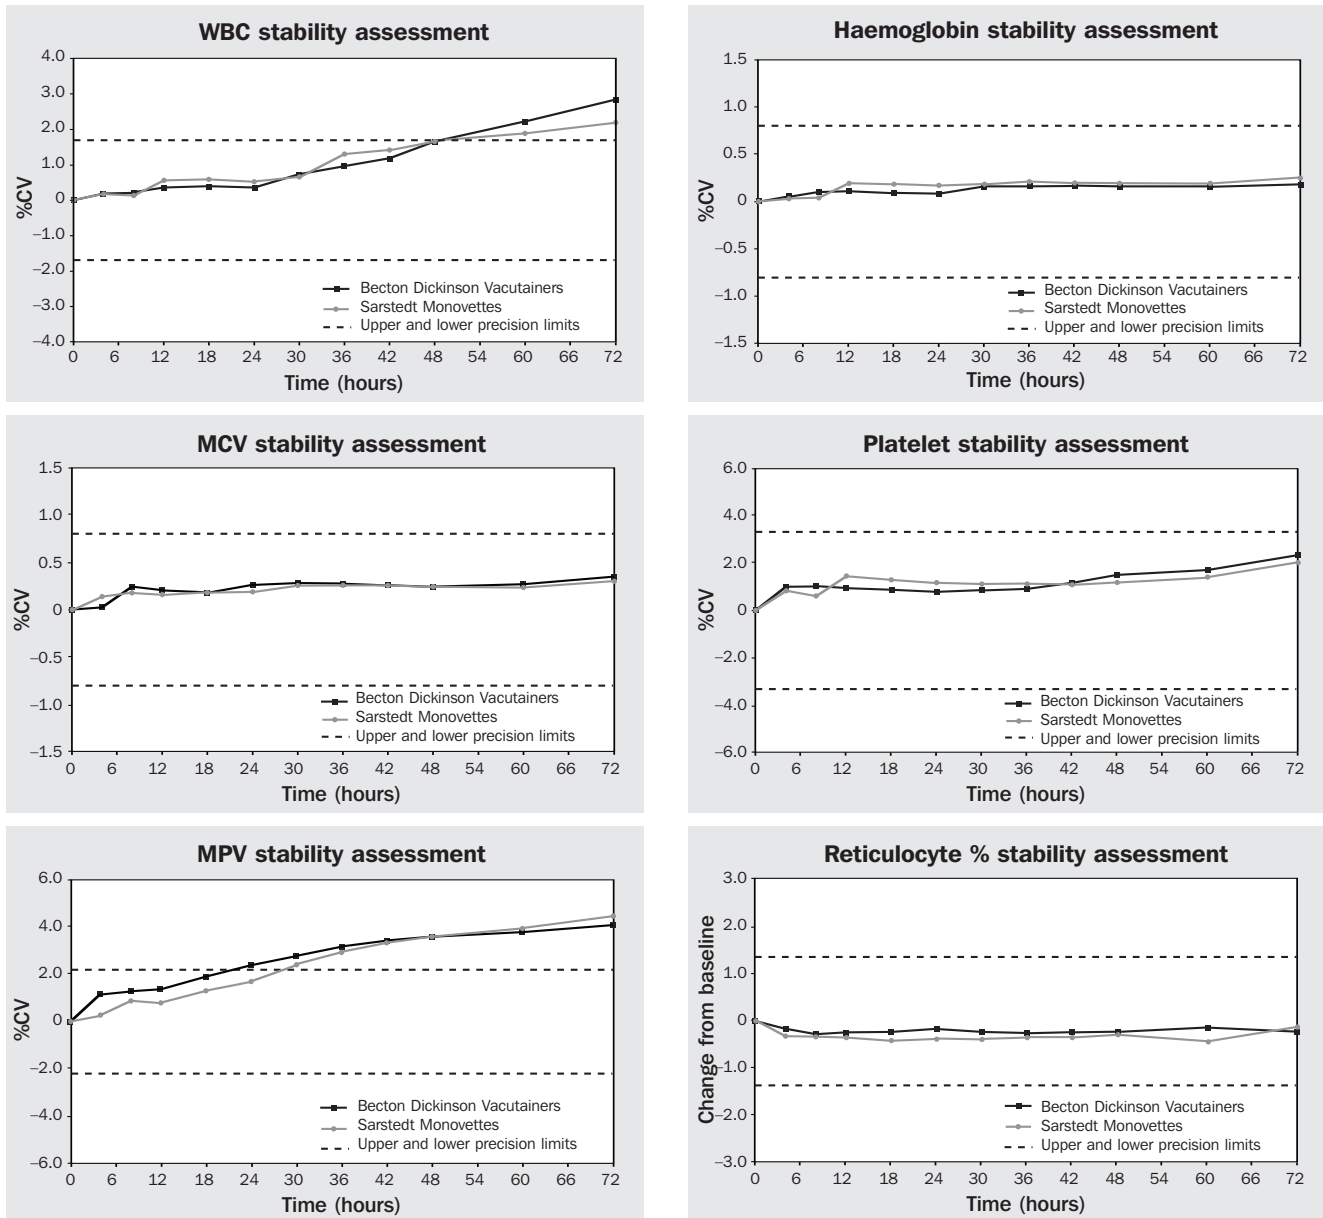 WBC stability assessment
4.0
3.0
2.0
1.0
0
–1.0
–2.0
–3.0
–4.0
%CV
Becton Dickinson Vacutainers
Sarstedt Monovettes
Upper and lower precision limits
0 6 12 18 24 30 36 42 48 54 60 66 72
Time (hours)
Haemoglobin stability assessment
1.5
1.0
0.5
0
–0.5
–1.0
–1.5
%CV
Becton Dickinson Vacutainers
Sarstedt Monovettes
Upper and lower precision limits
0 6 12 18 24 30 36 42 48 54 60 66 72
Time (hours)
MCV stability assessment
1.5
1.0
0.5
0
–0.5
–1.0
–1.5
%CV
Becton Dickinson Vacutainers
Sarstedt Monovettes
Upper and lower precision limits
0 6 12 18 24 30 36 42 48 54 60 66 72
Time (hours)
Platelet stability assessment
6.0
4.0
2.0
0
–2.0
–4.0
–6.0
%CV
Becton Dickinson Vacutainers
Sarstedt Monovettes
Upper and lower precision limits
0 6 12 18 24 30 36 42 48 54 60 66 72
Time (hours)
MPV stability assessment
6.0
4.0
2.0
0
–2.0
–4.0
–6.0
%CV
Becton Dickinson Vacutainers
Sarstedt Monovettes
Upper and lower precision limits
0 6 12 18 24 30 36 42 48 54 60 66 72
Time (hours)
Reticulocyte % stability assessment
3.0
2.0
1.0
0
–1.0
–2.0
–3.0
Change from baseline
Becton Dickinson Vacutainers
Sarstedt Monovettes
Upper and lower precision limits
0 6 12 18 24 30 36 42 48 54 60 66 72
Time (hours)